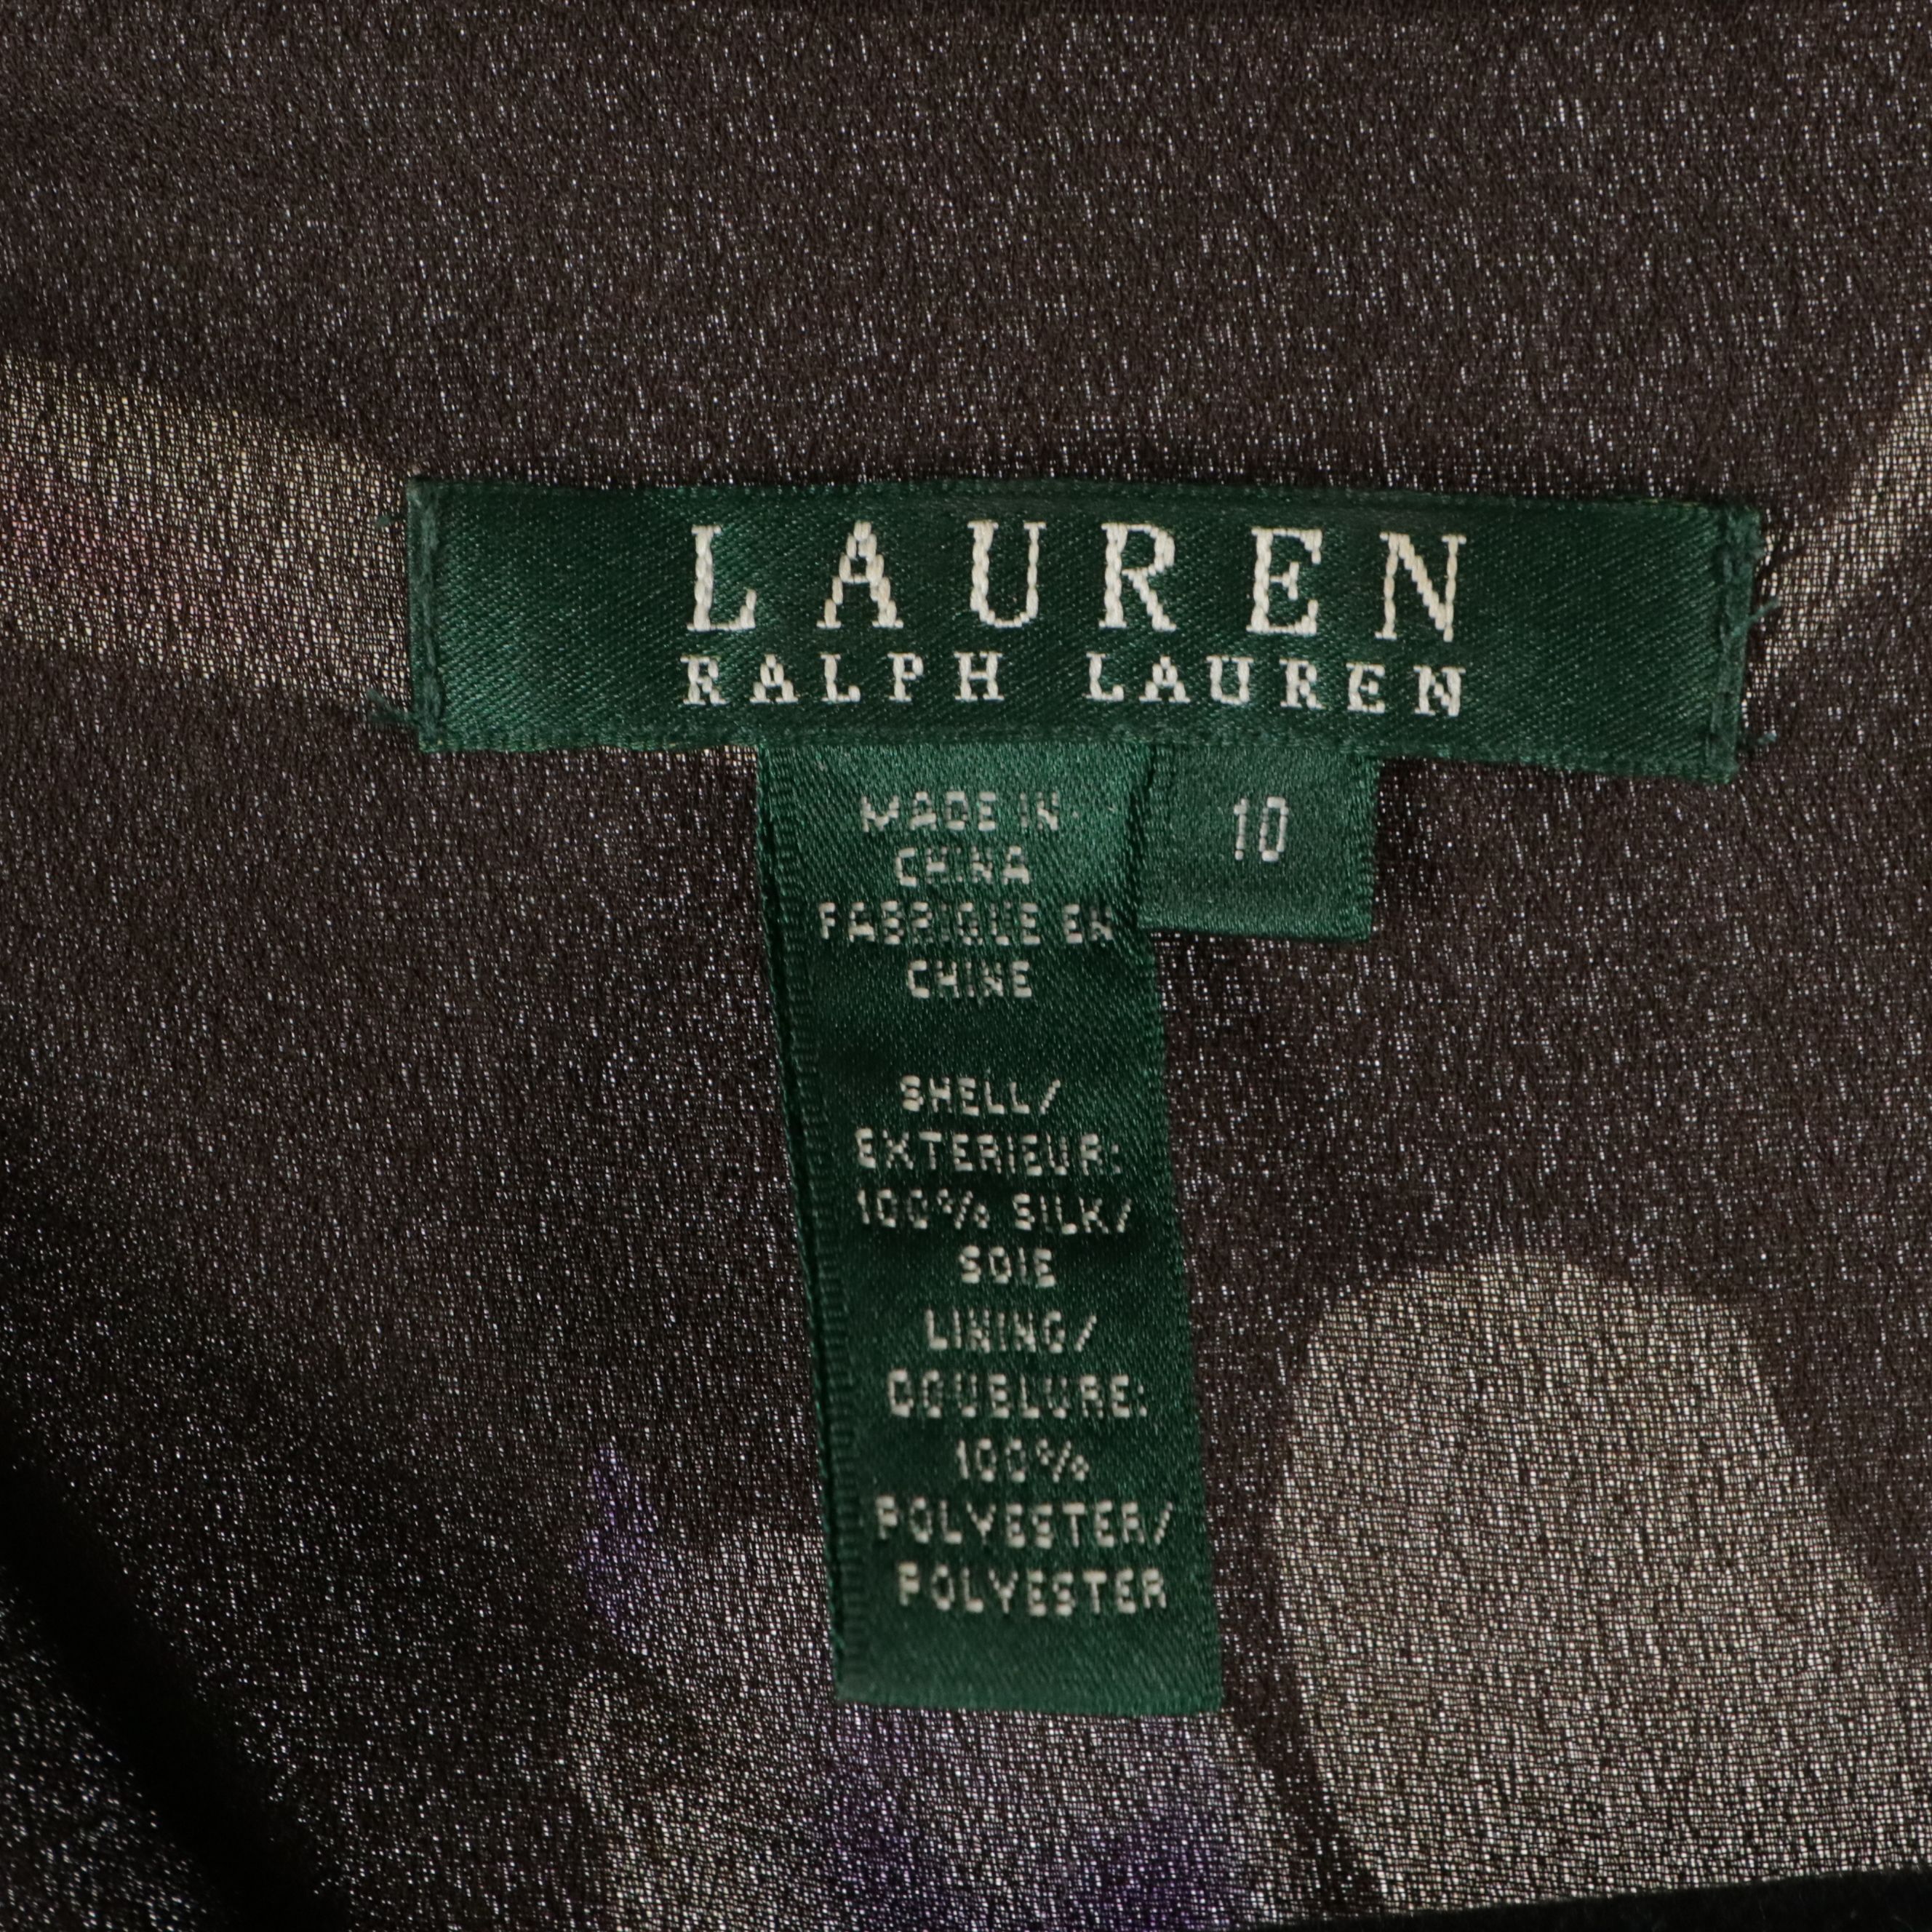 LAUREN
RALPH LAUREN
10
MADE IN
CHINA
FABRIQUE EN
CHINE
SHELL/
EXTERIEUR:
100% SILK/
SOIE
LINING/
DOUBLURE:
100%
POLYESTER/
POLYESTER